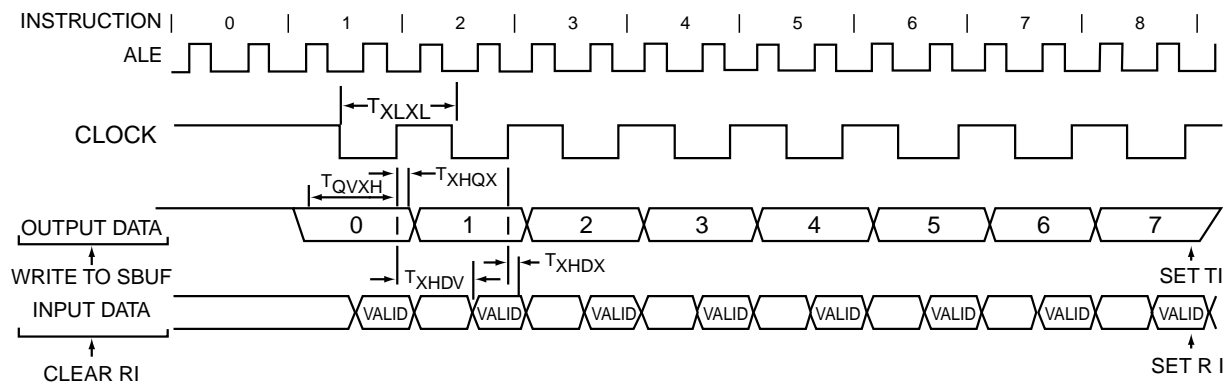 INSTRUCTION | 0 | 1 | 2 | 3 | 4 | 5 | 6 | 7 | 8 |
ALE
TXLXL
CLOCK
TQVXH TXHQX
OUTPUT DATA 0 1 2 3 4 5 6 7
WRITE TO SBUF TXHDV TXHDX SET TI
INPUT DATA VALID VALID VALID VALID VALID VALID VALID VALID
CLEAR RI SET R I